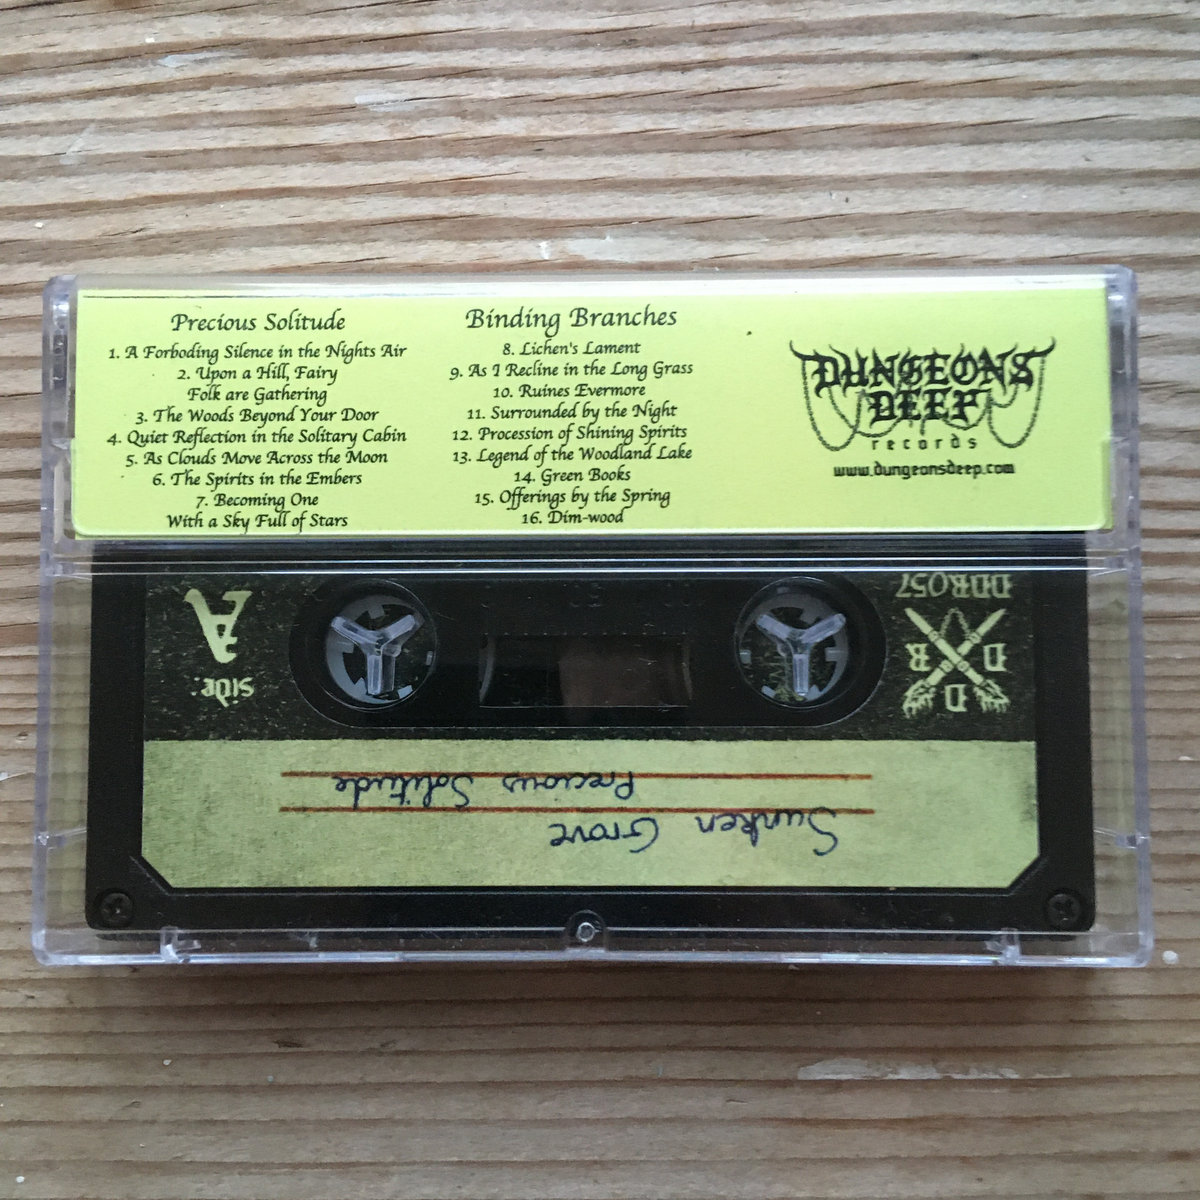 Precious Solitude
1. A Forboding Silence in the Nights Air
2. Upon a Hill, Fairy
Folk are Gathering
3. The Woods Beyond Your Door
4. Quiet Reflection in the Solitary Cabin
5. As Clouds Move Across the Moon
6. The Spirits in the Embers
7. Becoming One
With a Sky Full of Stars
Binding Branches
8. Lichen's Lament
9. As I Recline in the Long Grass
10. Ruines Evermore
11. Surrounded by the Night
12. Procession of Shining Spirits
13. Legend of the Woodland Lake
14. Green Books
15. Offerings by the Spring
16. Dim-wood
DUNGEONS
DEEP
records
www.dungeonsdeep.com
Sunken Grove
Precious Solitude
side:
A
D
D R
DDR057